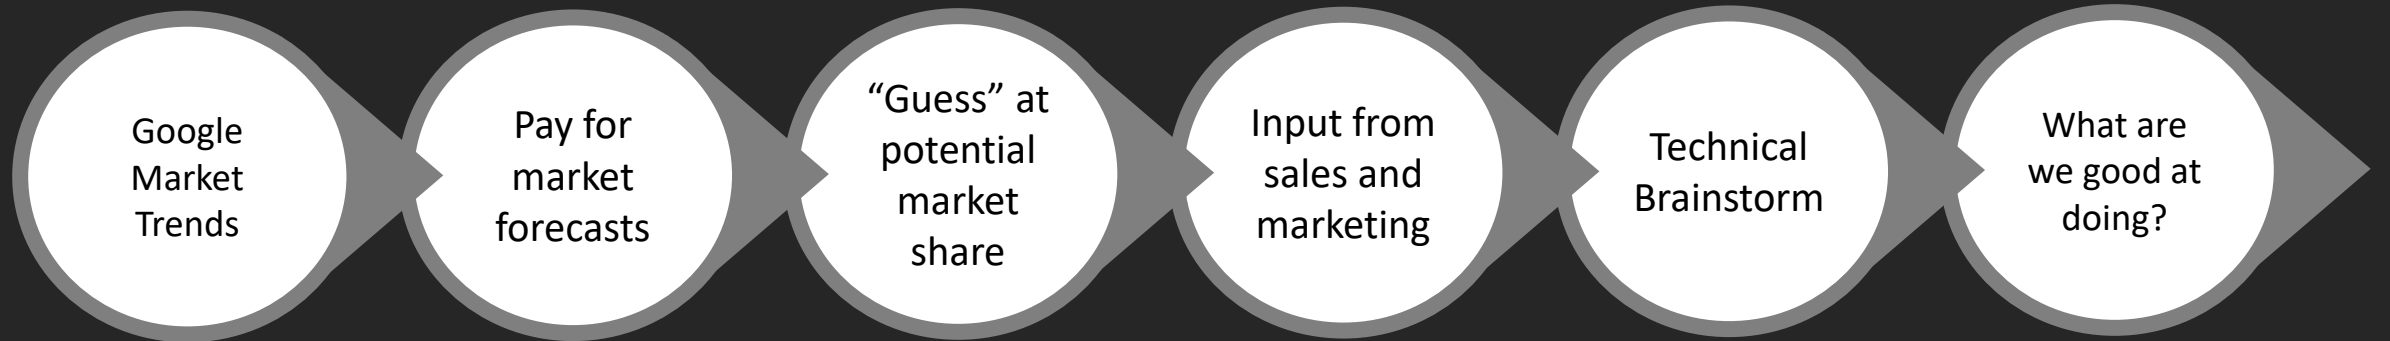 Google
Market
Trends
Pay for
market
forecasts
“Guess” at
potential
market
share
Input from
sales and
marketing
Technical
Brainstorm
What are
we good at
doing?